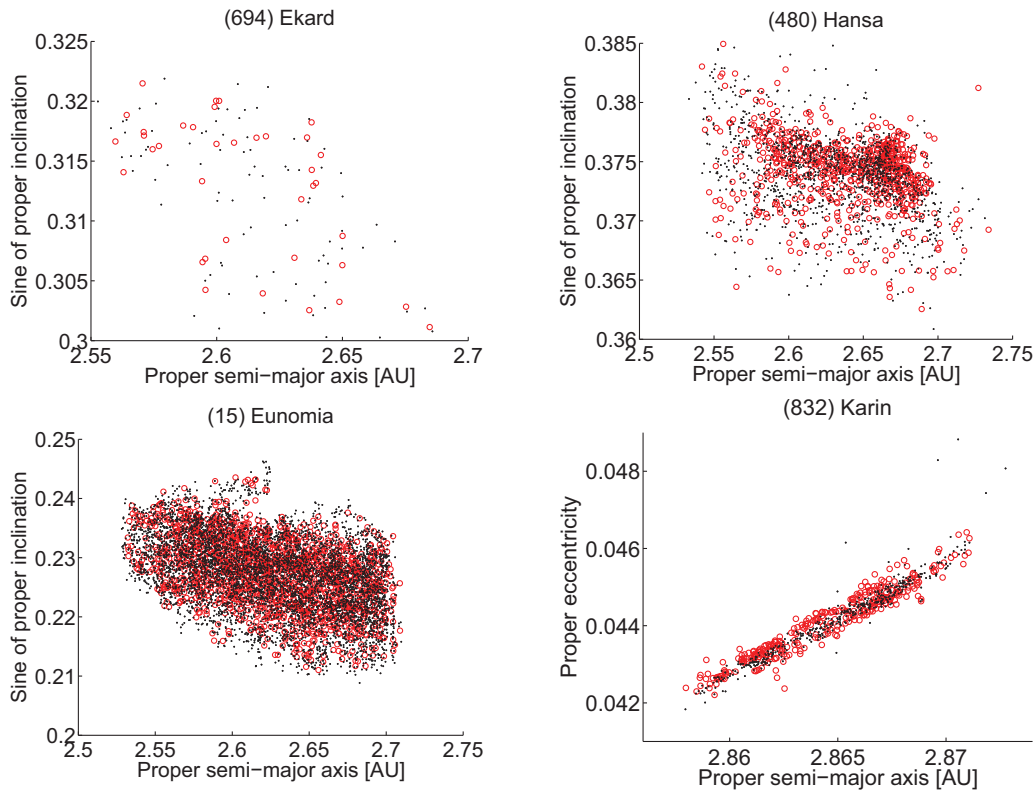 (694) Ekard
0.325
0.32
0.315
0.31
0.305
0.3
2.55 2.6 2.65 2.7
Sine of proper inclination
Proper semi−major axis [AU]
(480) Hansa
0.385
0.38
0.375
0.37
0.365
0.36
2.5 2.55 2.6 2.65 2.7 2.75
Sine of proper inclination
Proper semi−major axis [AU]
(15) Eunomia
0.25
0.24
0.23
0.22
0.21
0.2
2.5 2.55 2.6 2.65 2.7 2.75
Sine of proper inclination
Proper semi−major axis [AU]
(832) Karin
0.048
0.046
0.044
0.042
2.86 2.865 2.87
Proper eccentricity
Proper semi−major axis [AU]